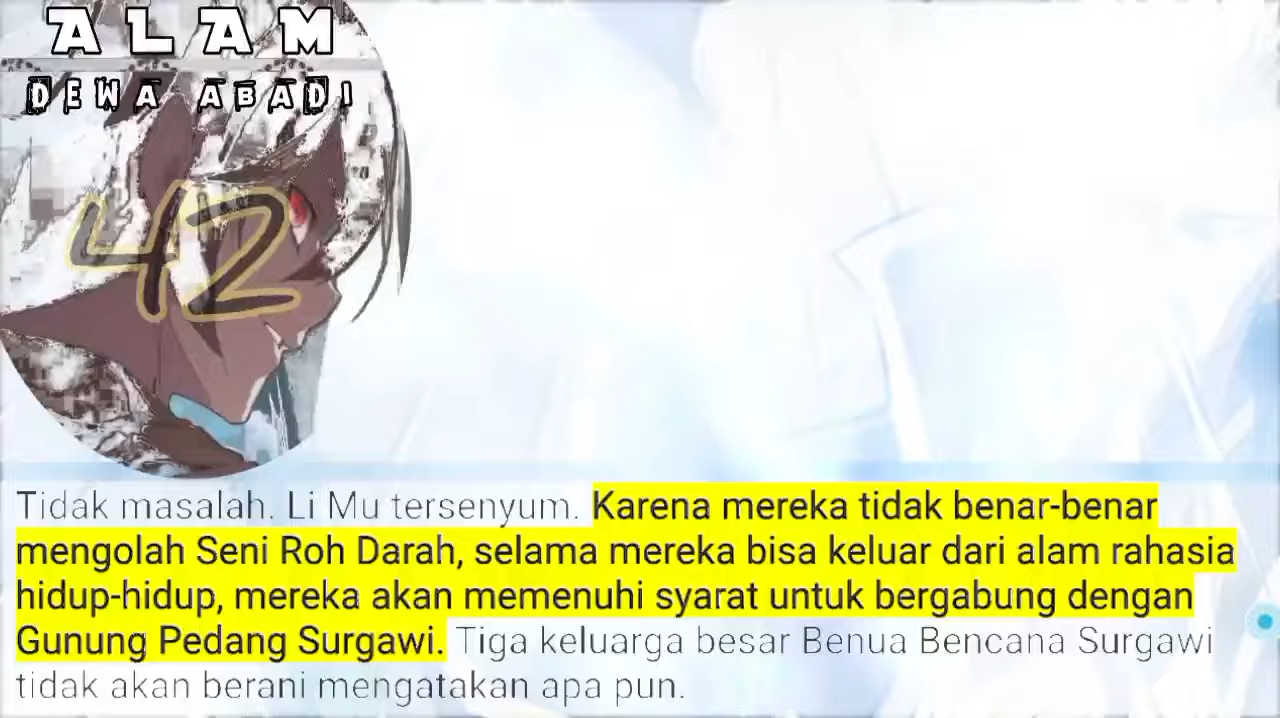 ALAM
DEWA ABADI
42
Tidak masalah. Li Mu tersenyum. Karena mereka tidak benar-benar
mengolah Seni Roh Darah, selama mereka bisa keluar dari alam rahasia
hidup-hidup, mereka akan memenuhi syarat untuk bergabung dengan
Gunung Pedang Surgawi. Tiga keluarga besar Benua Bencana Surgawi
tidak akan berani mengatakan apa pun.